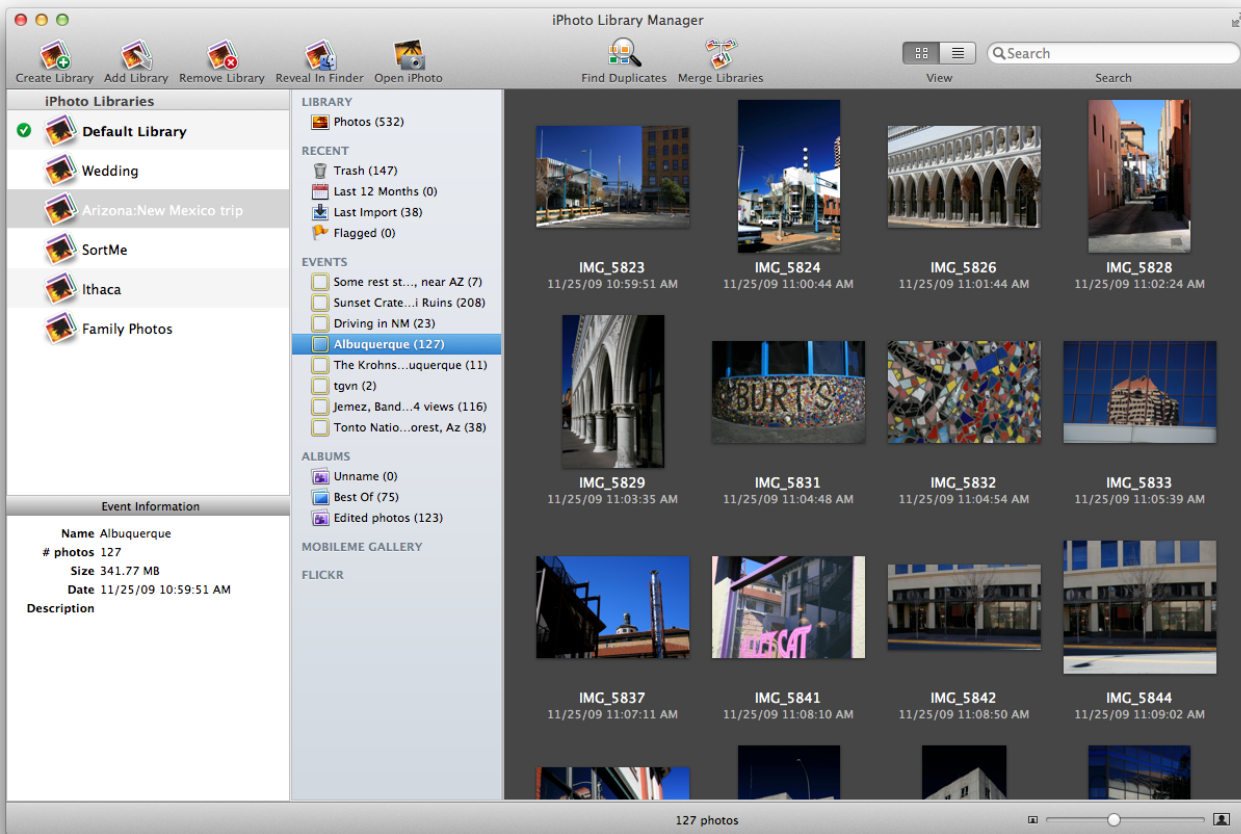 iPhoto Library Manager
Create Library Add Library Remove Library Reveal In Finder Open iPhoto Find Duplicates Merge Libraries View Search
Search
iPhoto Libraries
Default Library
Wedding
Arizona:New Mexico trip
SortMe
Ithaca
Family Photos
Event Information
Name Albuquerque
# photos 127
Size 341.77 MB
Date 11/25/09 10:59:51 AM
Description
LIBRARY
Photos (532)
RECENT
Trash (147)
Last 12 Months (0)
Last Import (38)
Flagged (0)
EVENTS
Some rest st..., near AZ (7)
Sunset Crate...i Ruins (208)
Driving in NM (23)
Albuquerque (127)
The Krohns...uquerque (11)
tgvn (2)
Jemez, Band...4 views (116)
Tonto Natio...orest, Az (38)
ALBUMS
Unname (0)
Best Of (75)
Edited photos (123)
MOBILEME GALLERY
FLICKR
IMG_5823 IMG_5824 IMG_5826 IMG_5828
11/25/09 10:59:51 AM 11/25/09 11:00:44 AM 11/25/09 11:01:44 AM 11/25/09 11:02:24 AM
BURT'S
IMG_5829 IMG_5831 IMG_5832 IMG_5833
11/25/09 11:03:35 AM 11/25/09 11:04:48 AM 11/25/09 11:04:54 AM 11/25/09 11:05:39 AM
CAT
IMG_5837 IMG_5841 IMG_5842 IMG_5844
11/25/09 11:07:11 AM 11/25/09 11:08:10 AM 11/25/09 11:08:50 AM 11/25/09 11:09:02 AM
127 photos